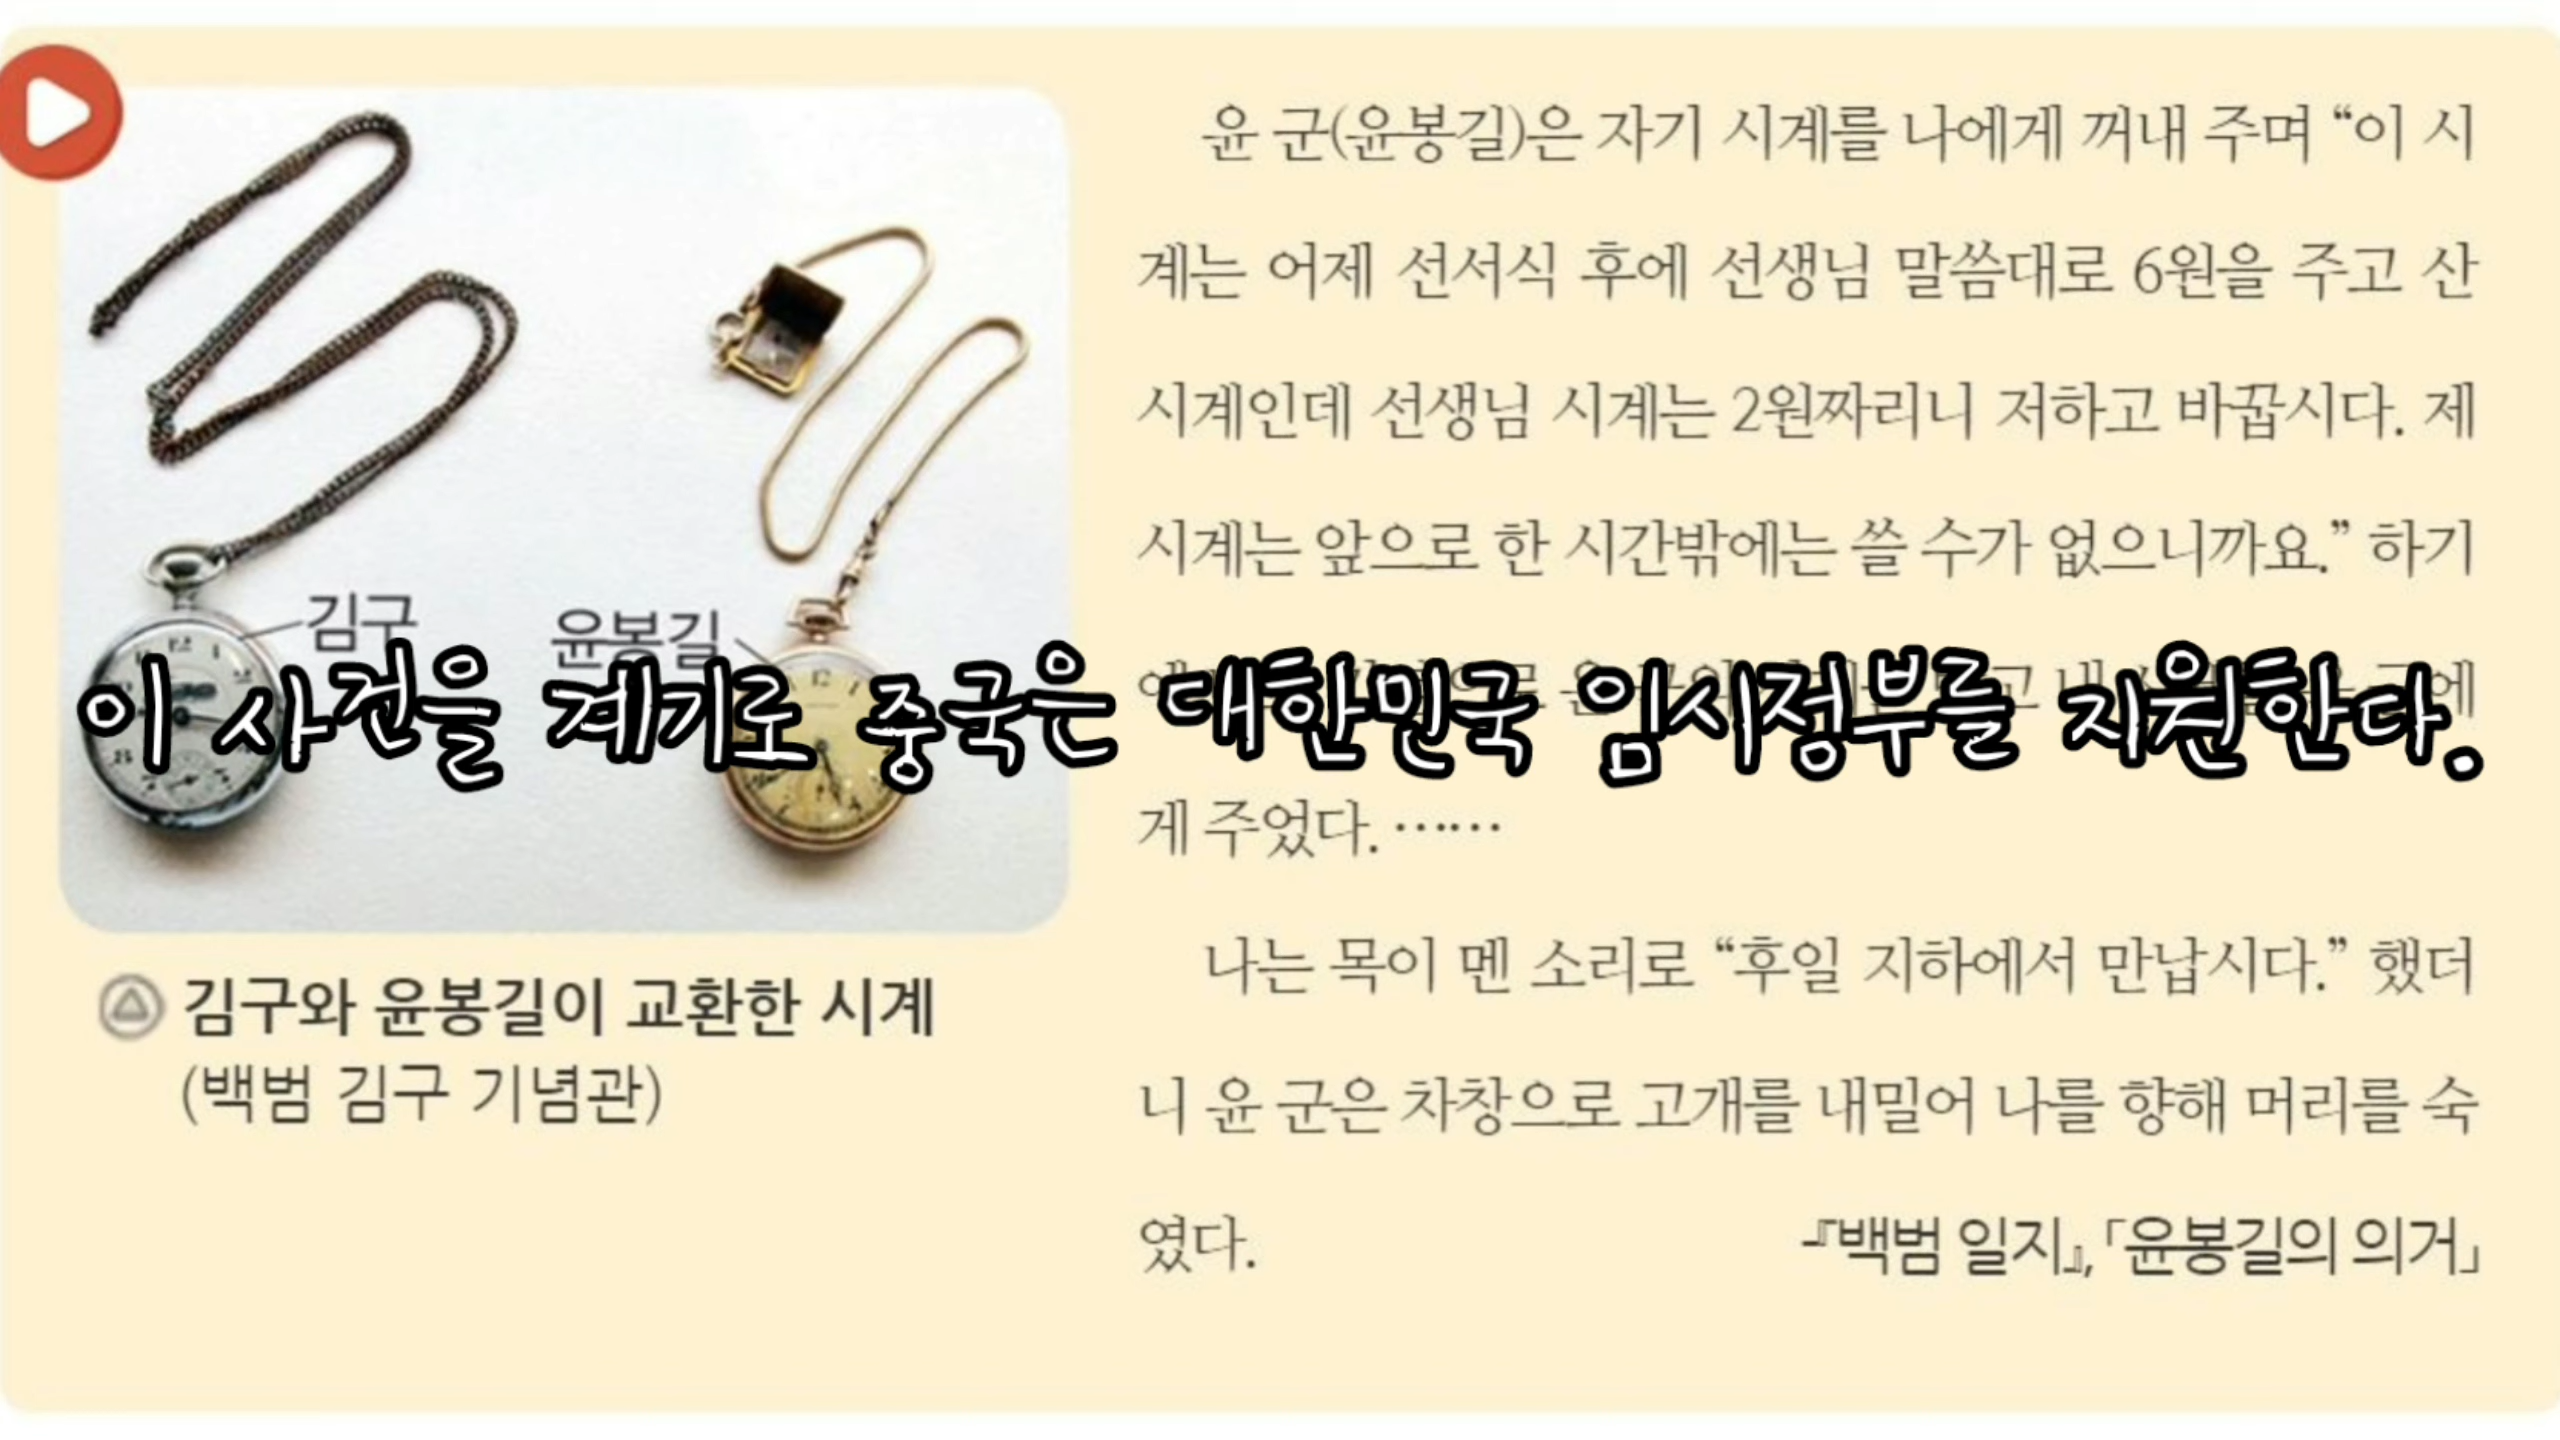 윤 군(윤봉길)은 자기 시계를 나에게 꺼내 주며 “이 시
계는 어제 선서식 후에 선생님 말씀대로 6원을 주고 산
시계인데 선생님 시계는 2원짜리니 저하고 바꿉시다. 제
시계는 앞으로 한 시간밖에는 쓸 수가 없으니까요.” 하기
김구
윤봉길
이 사건을 계기로 중국은 대한민국 임시정부를 지원한다.
게 주었다. ……
나는 목이 멘 소리로 “후일 지하에서 만납시다.” 했더
니 윤 군은 차창으로 고개를 내밀어 나를 향해 머리를 숙
였다.
-『백범 일지』, 「윤봉길의 의거」
김구와 윤봉길이 교환한 시계
(백범 김구 기념관)